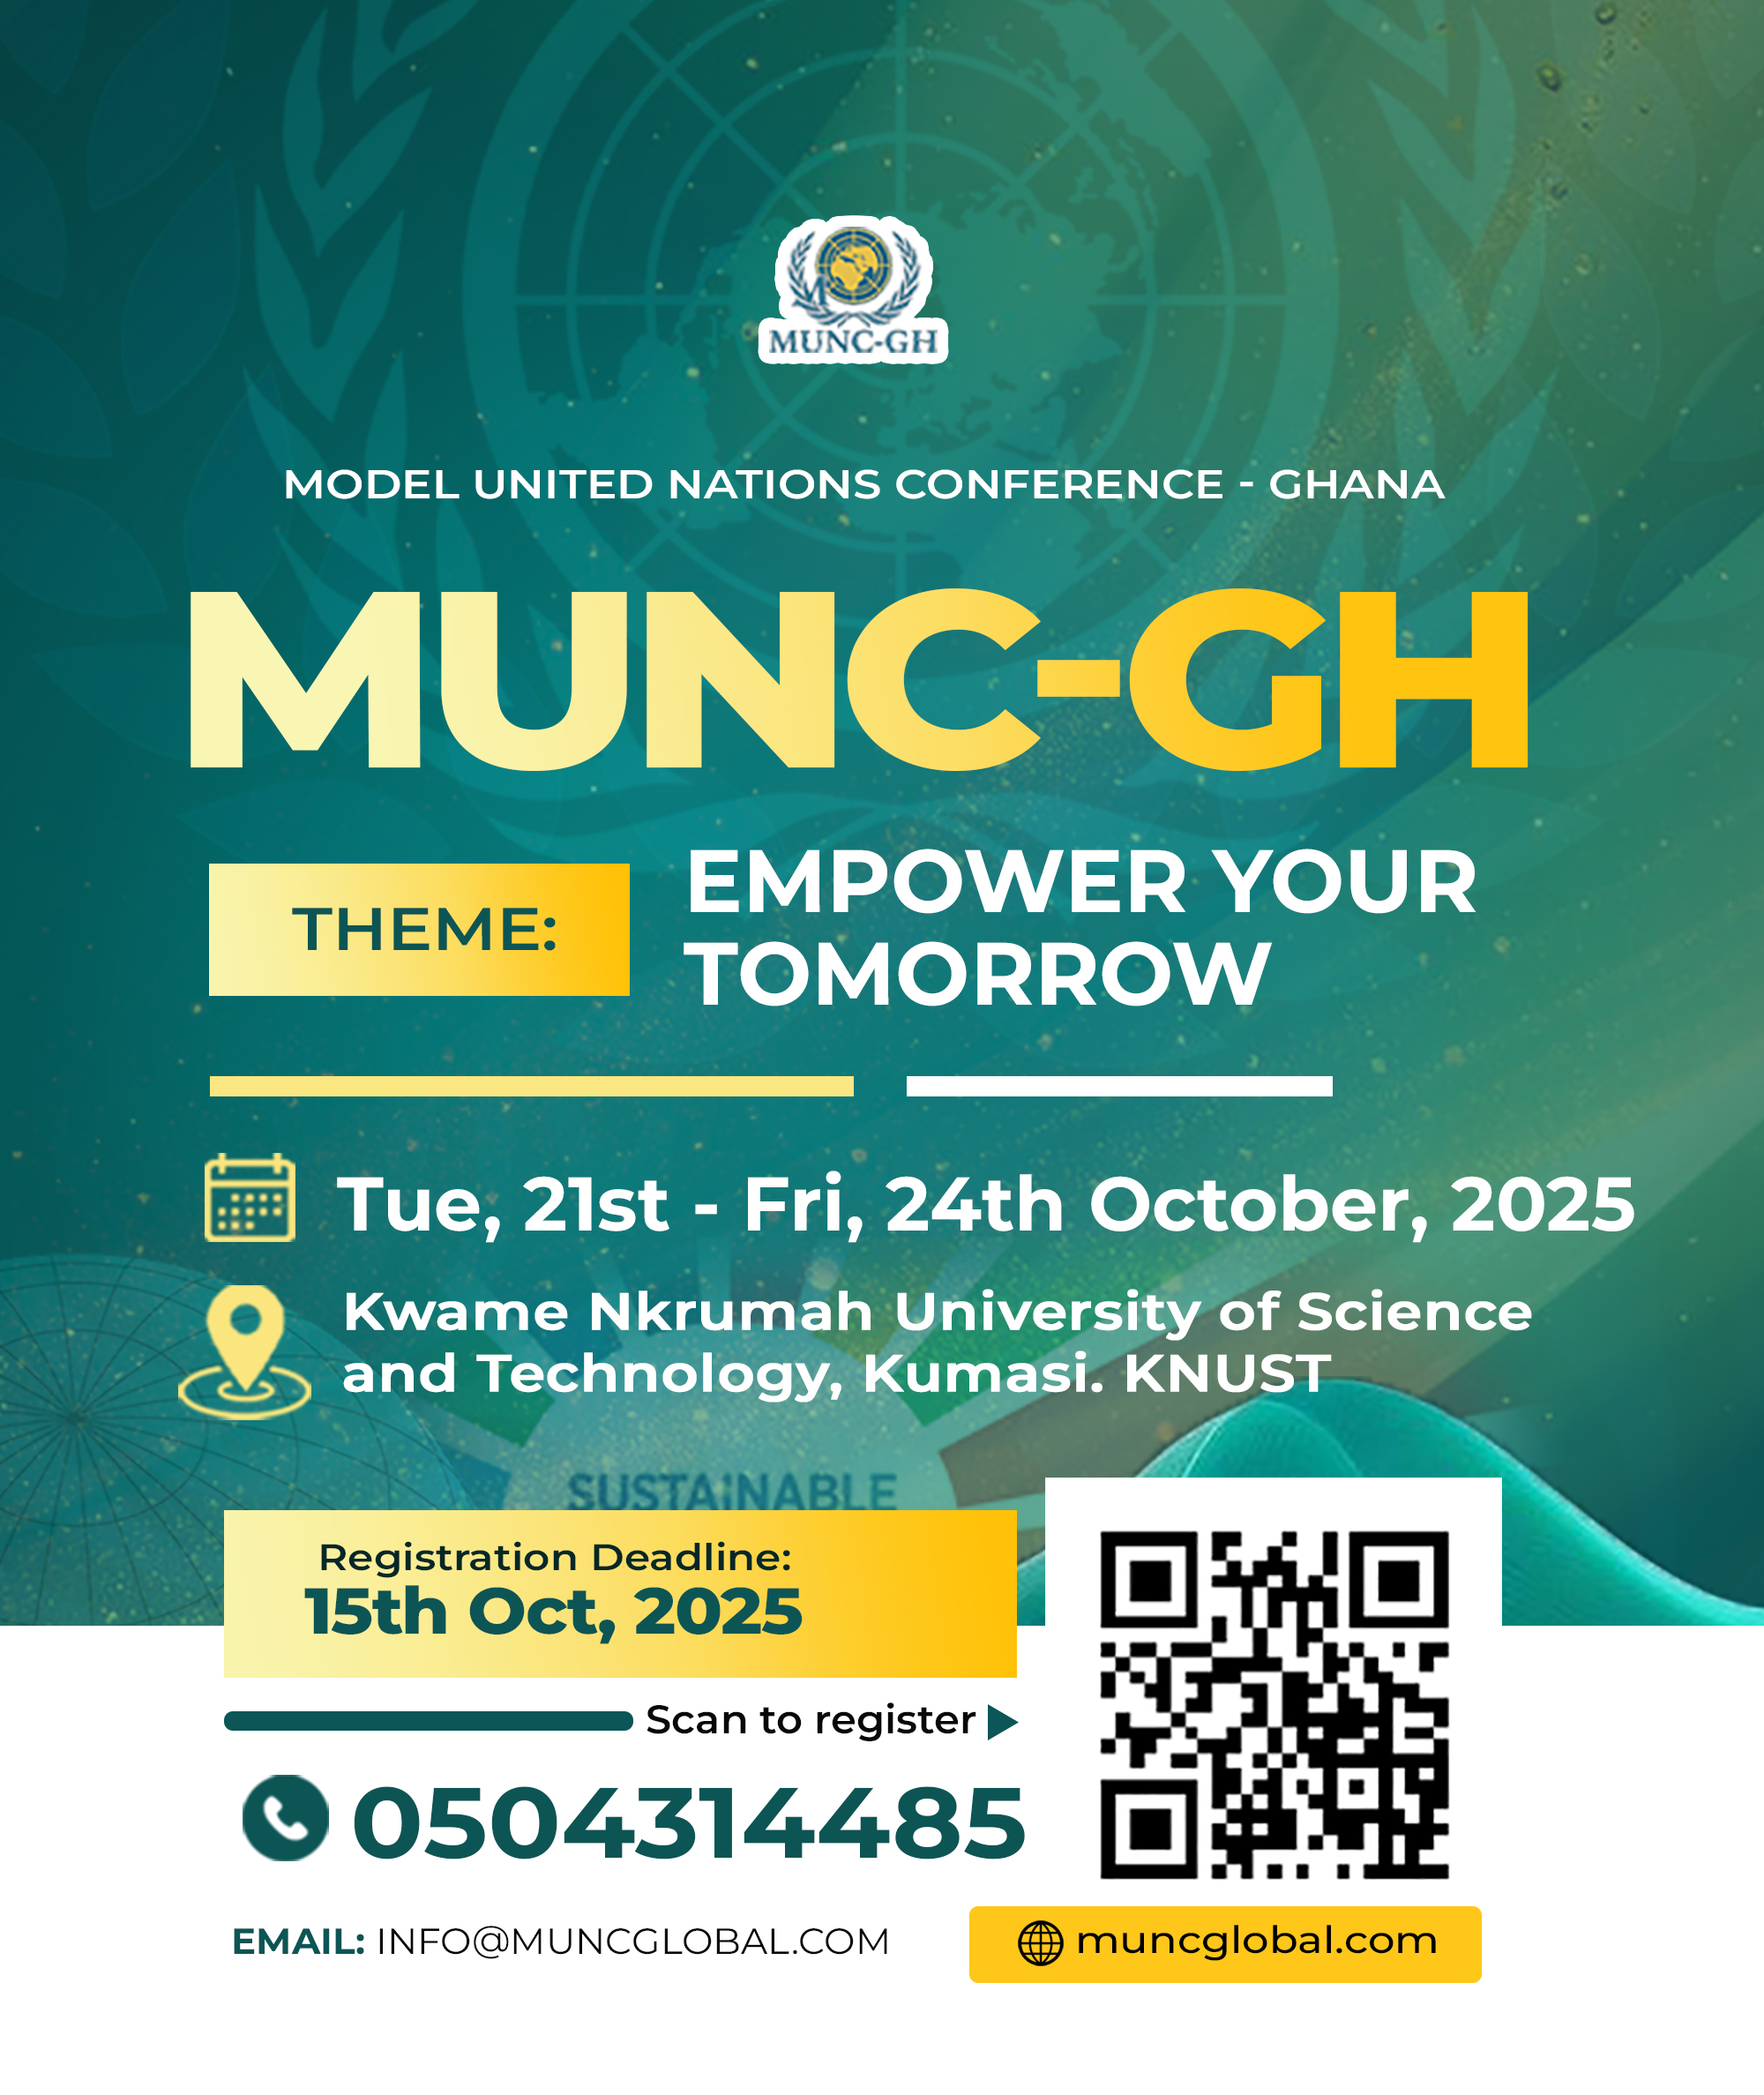 MUNC-GH
MODEL UNITED NATIONS CONFERENCE - GHANA
MUNC-GH
THEME:
EMPOWER YOUR
TOMORROW
Tue, 21st - Fri, 24th October, 2025
Kwame Nkrumah University of Science
and Technology, Kumasi. KNUST
SUSTAINABLE
Registration Deadline:
15th Oct, 2025
Scan to register
0504314485
EMAIL: INFO@MUNCGLOBAL.COM
muncglobal.com